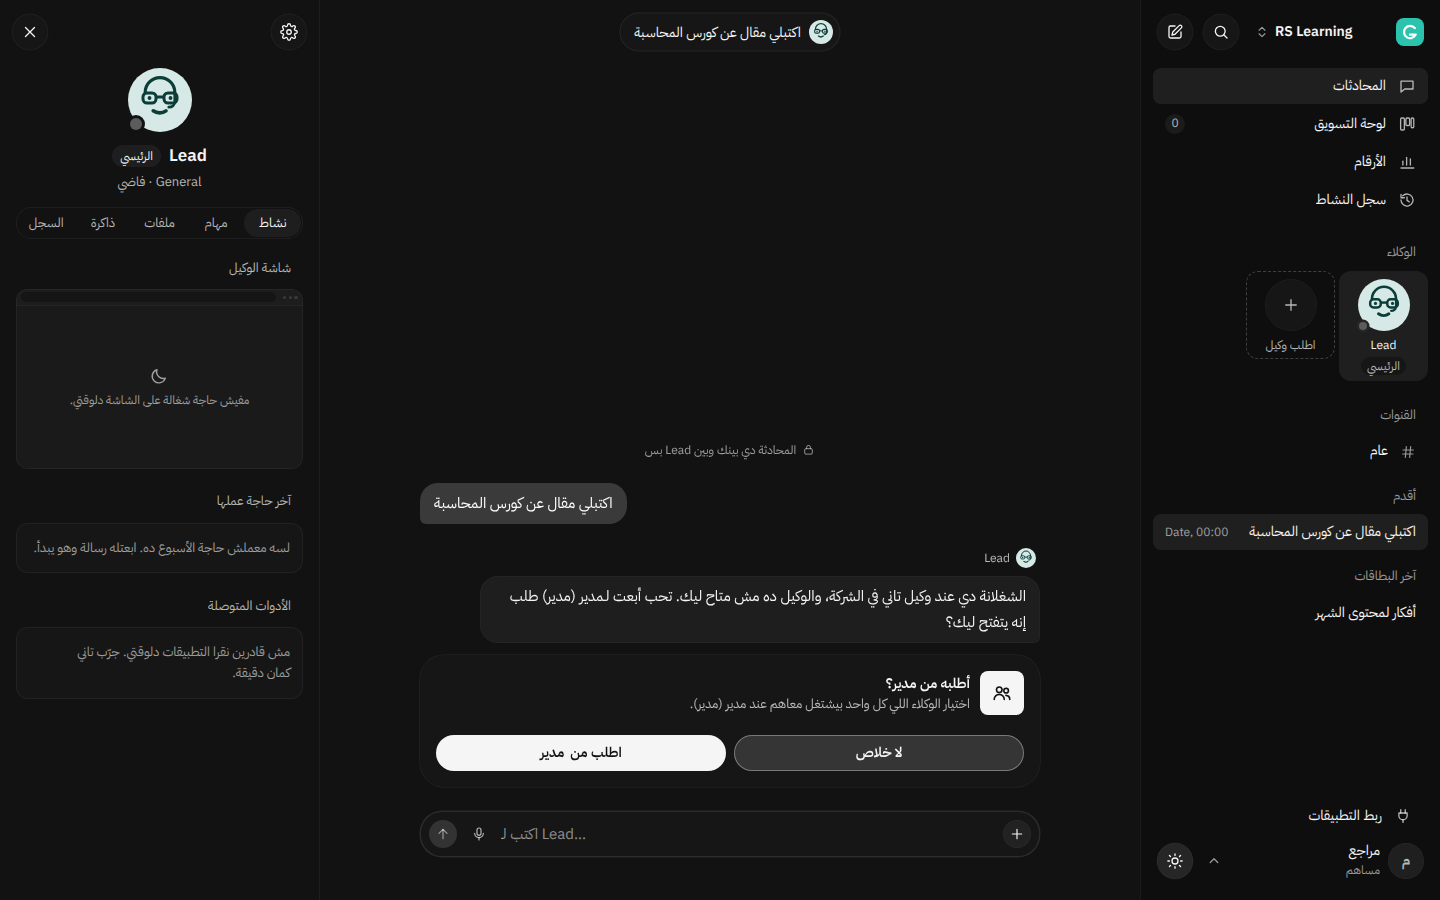 RS Learning
المحادثات
لوحة التسويق
0
الأرقام
سجل النشاط
الوكلاء
Lead
الرئيسي
اطلب وكيل
القنوات
عام
أقدم
اكتبلي مقال عن كورس المحاسبة
Date, 00:00
آخر البطاقات
أفكار لمحتوى الشهر
ربط التطبيقات
م
مراجع
مساهم
اكتبلي مقال عن كورس المحاسبة
المحادثة دي بينك وبين Lead بس
اكتبلي مقال عن كورس المحاسبة
Lead
الشغلانة دي عند وكيل تاني في الشركة، والوكيل ده مش متاح ليك. تحب أبعت لـمدير (مدير) طلب
إنه يتفتح ليك؟
أطلبه من مدير؟
اختيار الوكلاء اللي كل واحد بيشتغل معاهم عند مدير (مدير).
لا خلاص
اطلب من مدير
اكتب لـ Lead...
Lead
الرئيسي
General · فاضي
نشاط
مهام
ملفات
ذاكرة
السجل
شاشة الوكيل
مفيش حاجة شغالة على الشاشة دلوقتي.
آخر حاجة عملها
لسه معملش حاجة الأسبوع ده. ابعتله رسالة وهو يبدأ.
الأدوات المتوصلة
مش قادرين نقرا التطبيقات دلوقتي. جرّب تاني
كمان دقيقة.